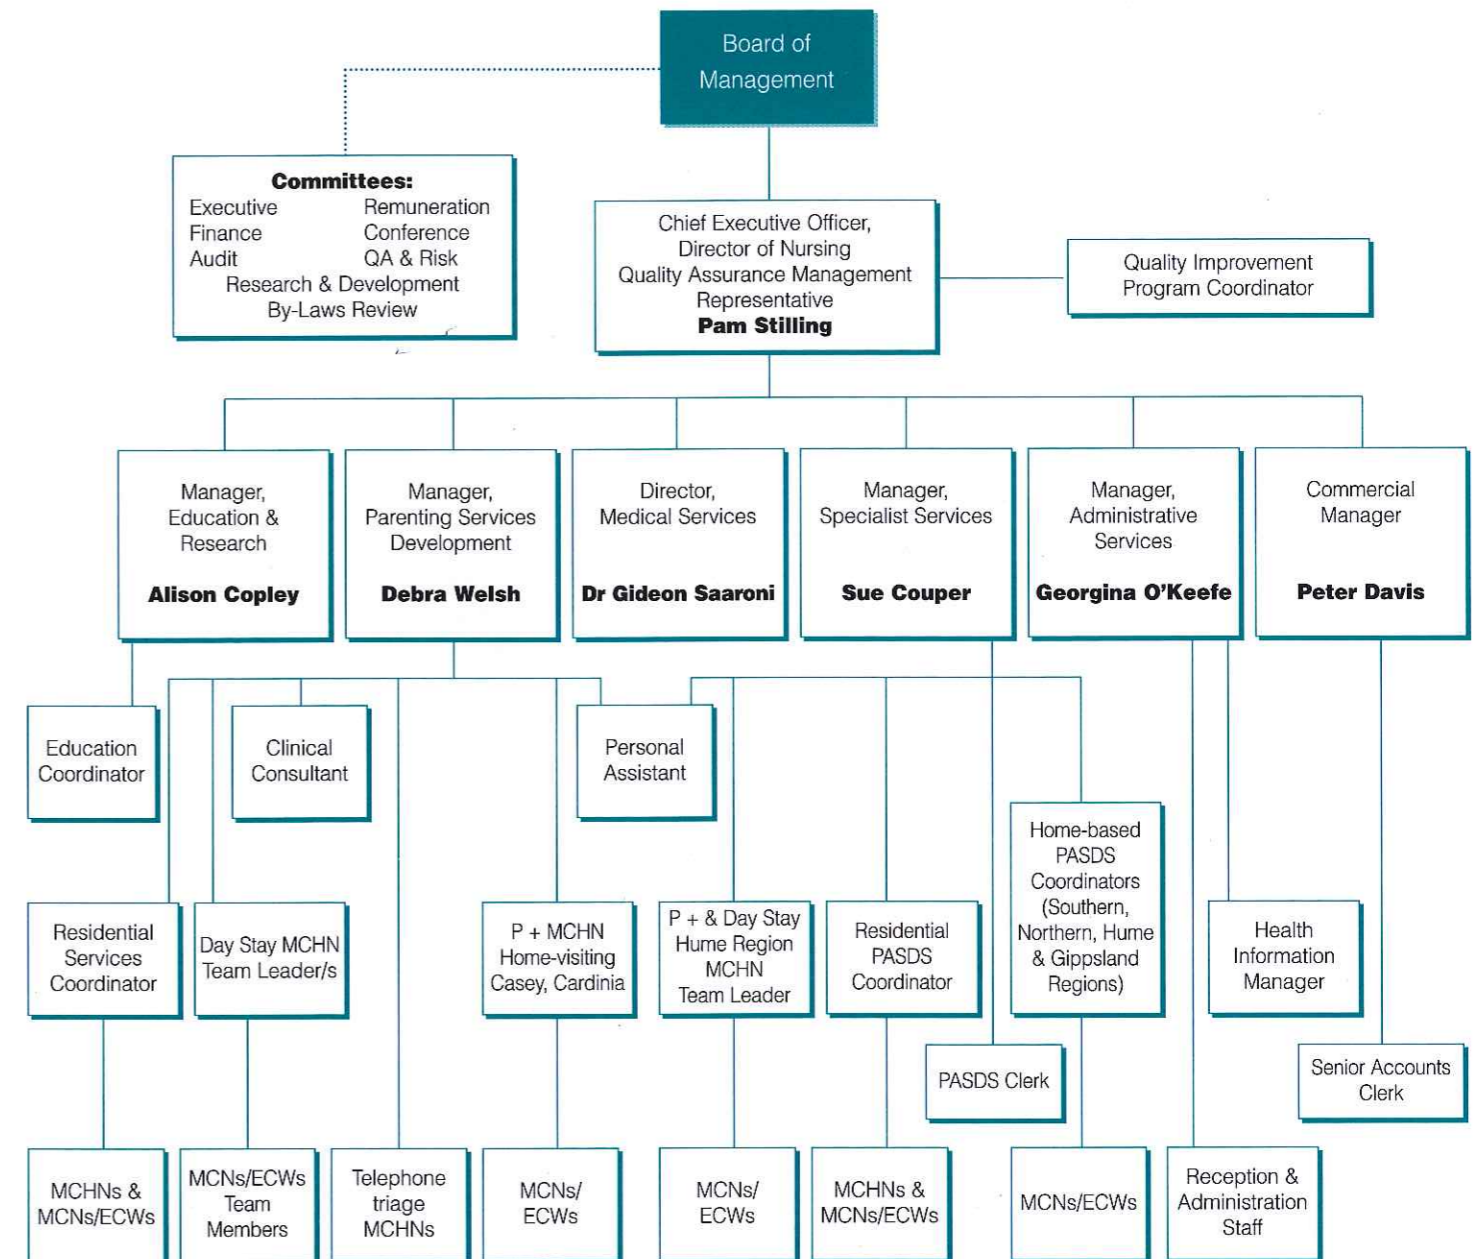 Board of
Management
Committees:
Executive Remuneration
Finance Conference
Audit QA & Risk
Research & Development
By-Laws Review
Chief Executive Officer,
Director of Nursing
Quality Assurance Management
Representative
Pam Stilling
Quality Improvement
Program Coordinator
Manager,
Education &
Research
Alison Copley
Manager,
Parenting Services
Development
Debra Welsh
Director,
Medical Services
Dr Gideon Saaroni
Manager,
Specialist Services
Sue Couper
Manager,
Administrative
Services
Georgina O'Keefe
Commercial
Manager
Peter Davis
Education
Coordinator
Clinical
Consultant
Personal
Assistant
Home-based
PASDS
Coordinators
(Southern,
Northern, Hume
& Gippsland
Regions)
Residential
Services
Coordinator
Day Stay MCHN
Team Leader/s
P + MCHN
Home-visiting
Casey, Cardinia
P + & Day Stay
Hume Region
MCHN
Team Leader
Residential
PASDS
Coordinator
Health
Information
Manager
PASDS Clerk
Senior Accounts
Clerk
MCHNs &
MCNs/ECWs
MCNs/ECWs
Team
Members
Telephone
triage
MCHNs
MCNs/
ECWs
MCNs/
ECWs
MCHNs &
MCNs/ECWs
MCNs/ECWs
Reception &
Administration
Staff